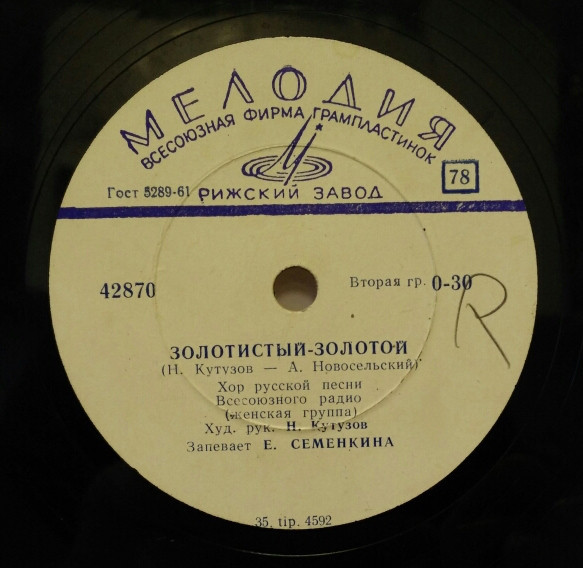 МЕЛОДИЯ
ВСЕСОЮЗНАЯ ФИРМА ГРАМПЛАСТИНОК
Гост 5289-61
РИЖСКИЙ ЗАВОД
78
42870
Вторая гр. 0-30
R
ЗОЛОТИСТЫЙ-ЗОЛОТОЙ
(Н. Кутузов — А. Новосельский)
Хор русской песни
Всесоюзного радио
(женская группа)
Худ. рук. Н. Кутузов
Запевает Е. СЕМЕНКИНА
35. tip. 4592